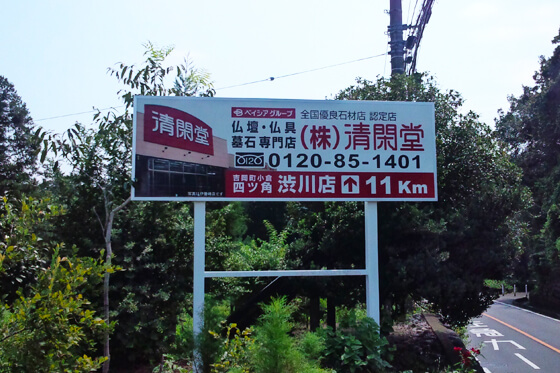 清閑堂
ベイシアグループ
全国優良石材店 認定店
仏壇・仏具
墓石専門店
(株)清閑堂
0120-85-1401
吉岡町小倉
四ツ角
渋川店
11Km